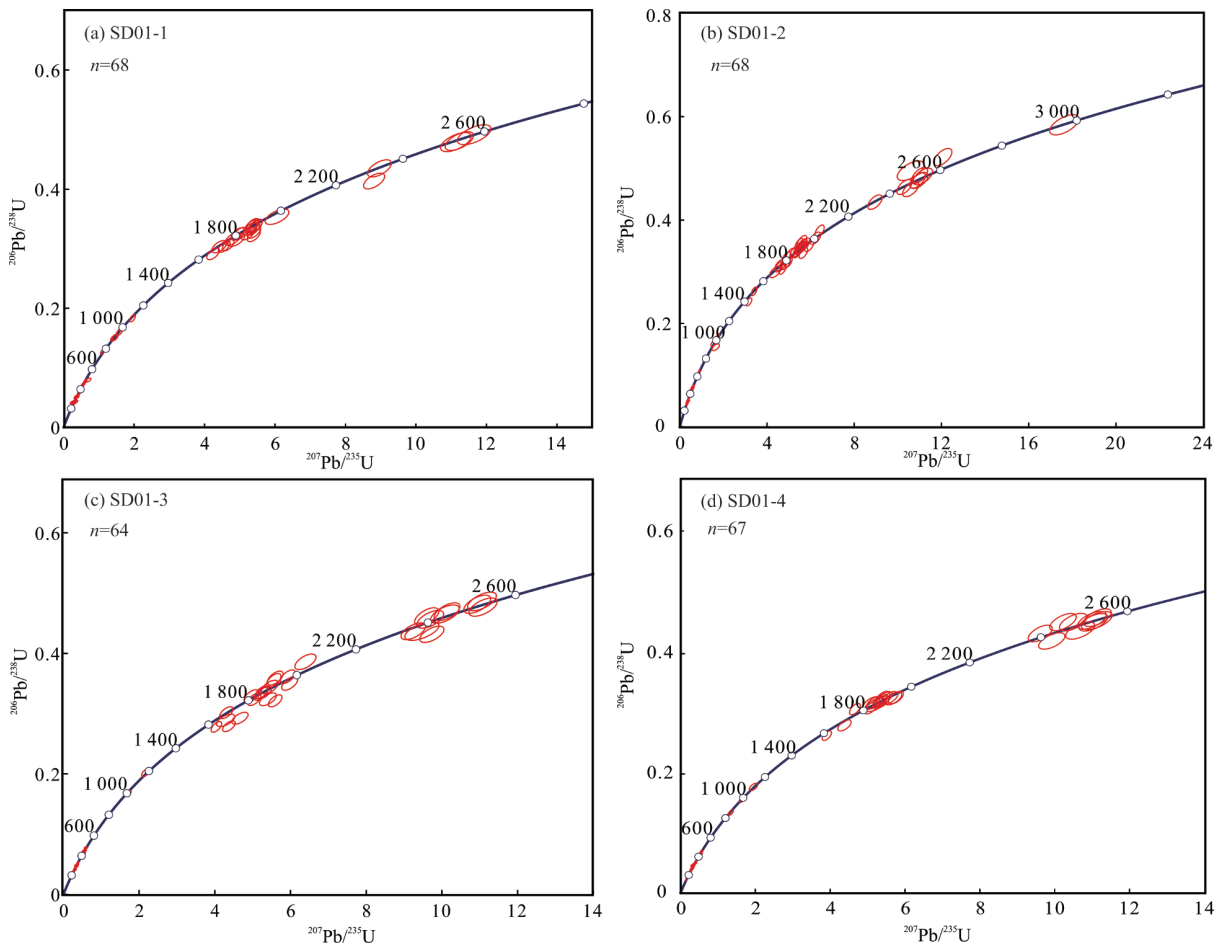 (a) SD01-1
n=68
0.6
0.4
0.2
0
600
1 000
1 400
1 800
2 200
2 600
0 2 4 6 8 10 12 14
²⁰⁶Pb/²³⁸U
²⁰⁷Pb/²³⁵U
(b) SD01-2
n=68
0.8
0.6
0.4
0.2
0
1 000
1 400
1 800
2 200
2 600
3 000
0 4 8 12 16 20 24
²⁰⁶Pb/²³⁸U
²⁰⁷Pb/²³⁵U
(c) SD01-3
n=64
0.6
0.4
0.2
0
600
1 000
1 400
1 800
2 200
2 600
0 2 4 6 8 10 12 14
²⁰⁶Pb/²³⁸U
²⁰⁷Pb/²³⁵U
(d) SD01-4
n=67
0.6
0.4
0.2
0
600
1 000
1 400
1 800
2 200
2 600
0 2 4 6 8 10 12 14
²⁰⁶Pb/²³⁸U
²⁰⁷Pb/²³⁵U